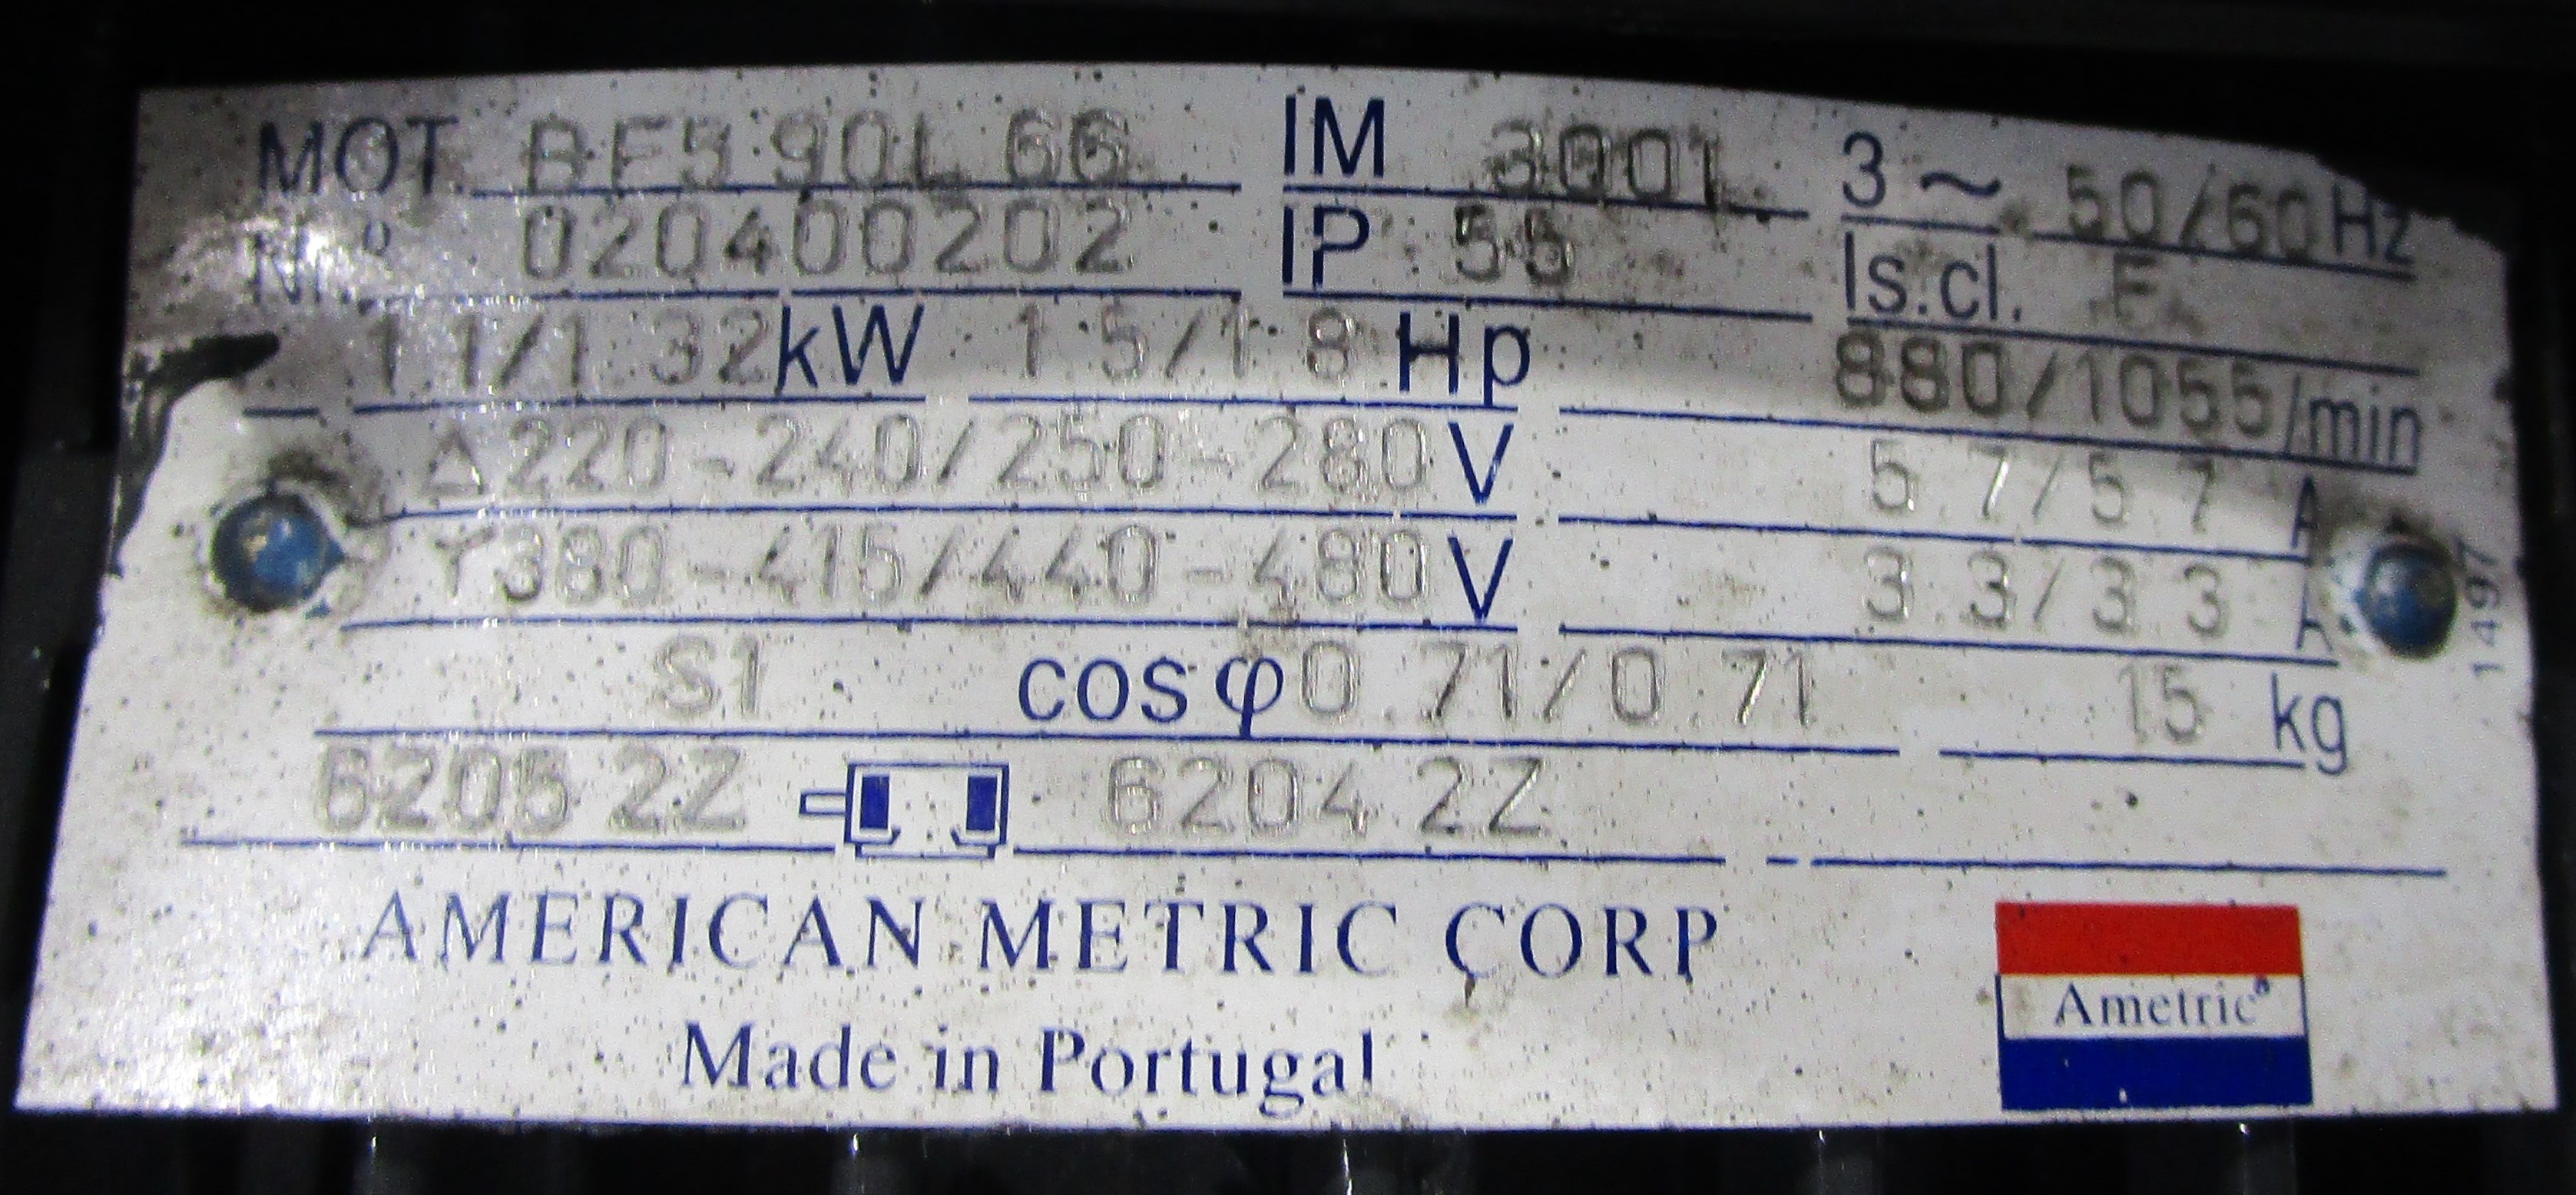 MOT. BF5 90L 66 IM 3001 3~ 50/60 Hz
Nr.º 020400202 IP 55 Is.cl. F
1.1/1.32 kW 1.5/1.8 Hp 880/1055/min
Δ220-240/250-280 V 5.7/5.7 A
Y380-415/440-480 V 3.3/3.3 A
S1 cosφ 0.71/0.71 15 kg
6205 2Z 6204 2Z
AMERICAN METRIC CORP
Made in Portugal
Ametric®
1497